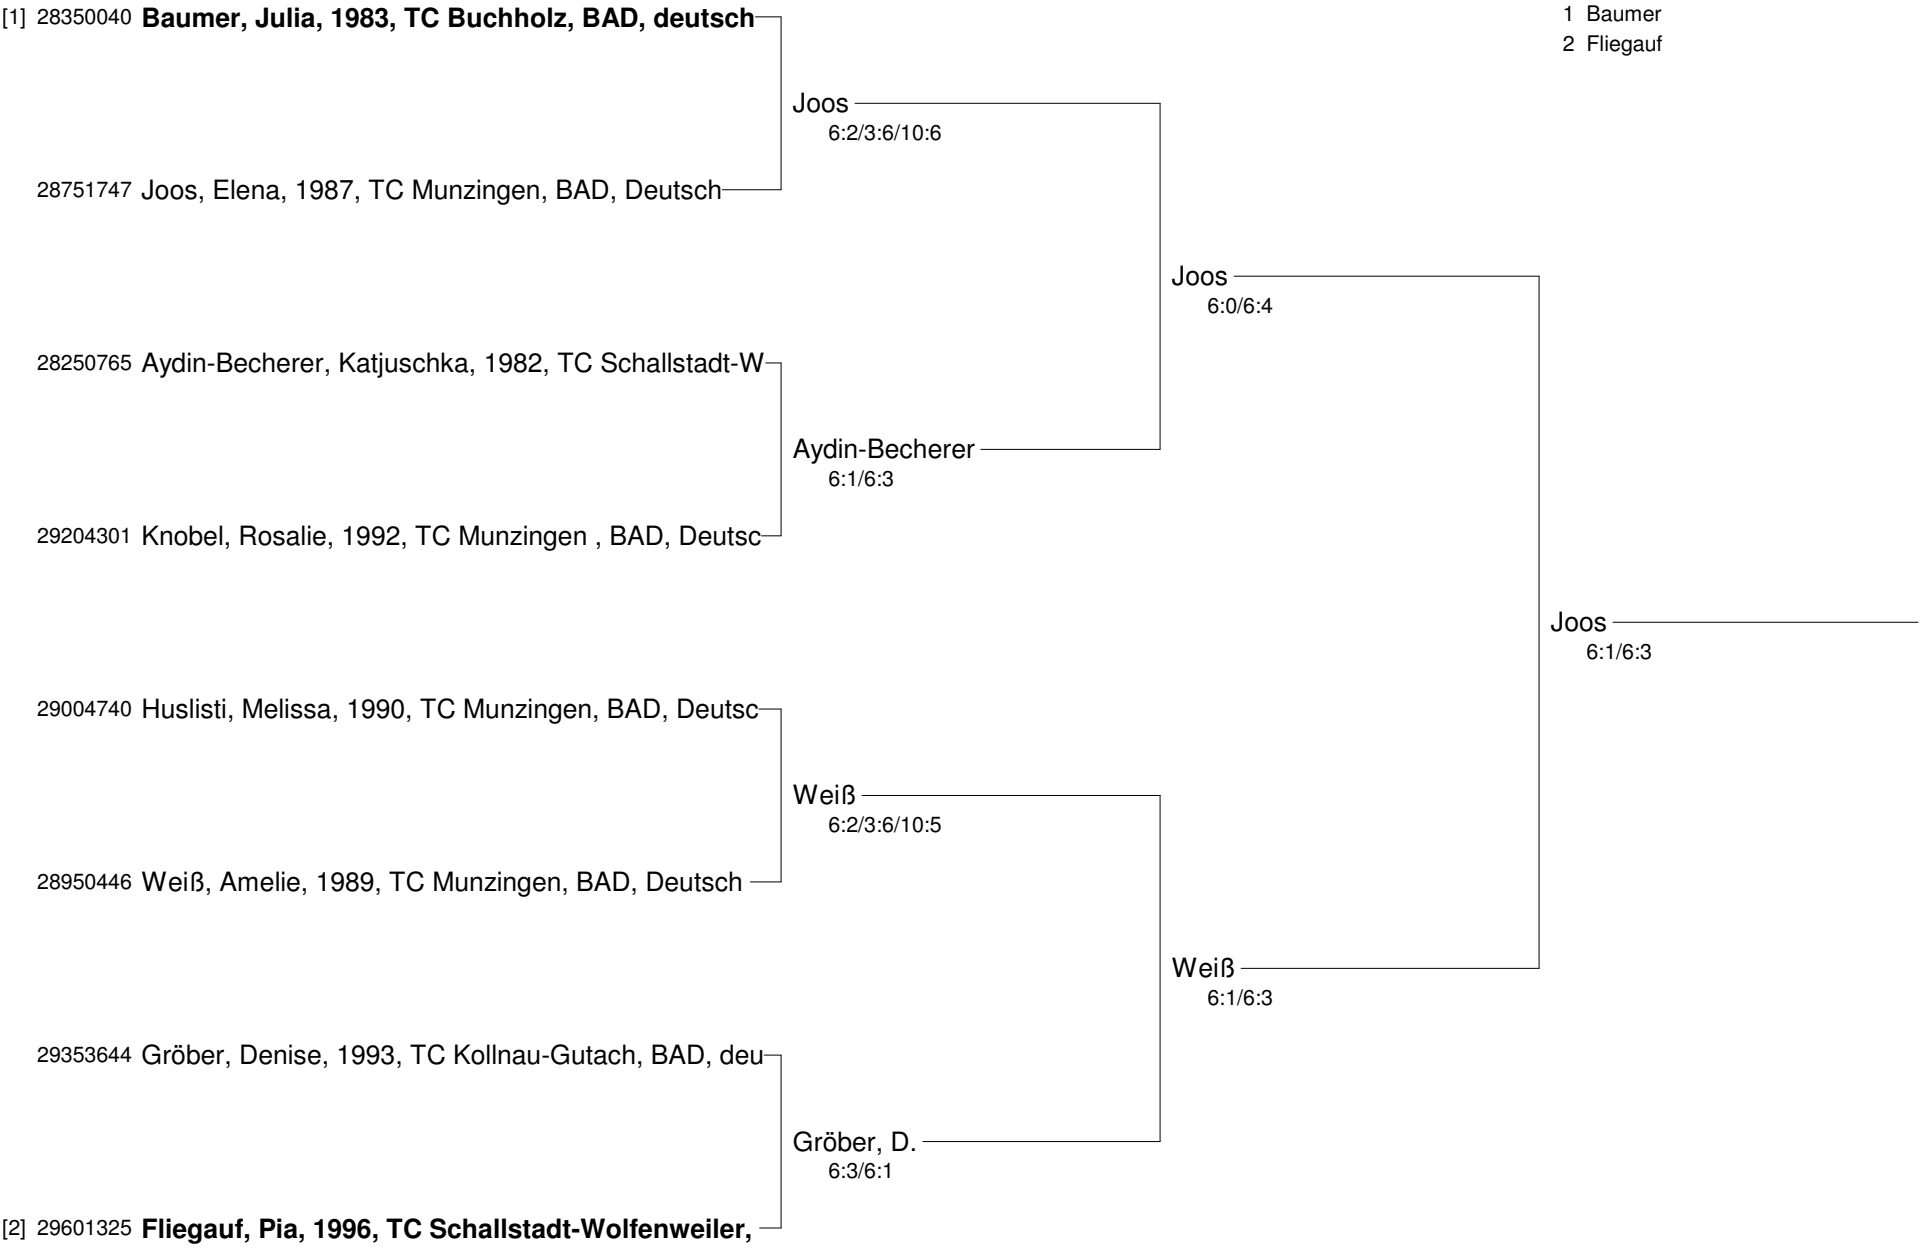 [1] 28350040 Baumer, Julia, 1983, TC Buchholz, BAD, deutsch
1 Baumer
2 Fliegauf
Joos
6:2/3:6/10:6
28751747 Joos, Elena, 1987, TC Munzingen, BAD, Deutsch
Joos
6:0/6:4
28250765 Aydin-Becherer, Katjuschka, 1982, TC Schallstadt-W
Aydin-Becherer
6:1/6:3
29204301 Knobel, Rosalie, 1992, TC Munzingen , BAD, Deutsc
Joos
6:1/6:3
29004740 Huslisti, Melissa, 1990, TC Munzingen, BAD, Deutsc
Weiß
6:2/3:6/10:5
28950446 Weiß, Amelie, 1989, TC Munzingen, BAD, Deutsch
Weiß
6:1/6:3
29353644 Gröber, Denise, 1993, TC Kollnau-Gutach, BAD, deu
Gröber, D.
6:3/6:1
[2] 29601325 Fliegauf, Pia, 1996, TC Schallstadt-Wolfenweiler,